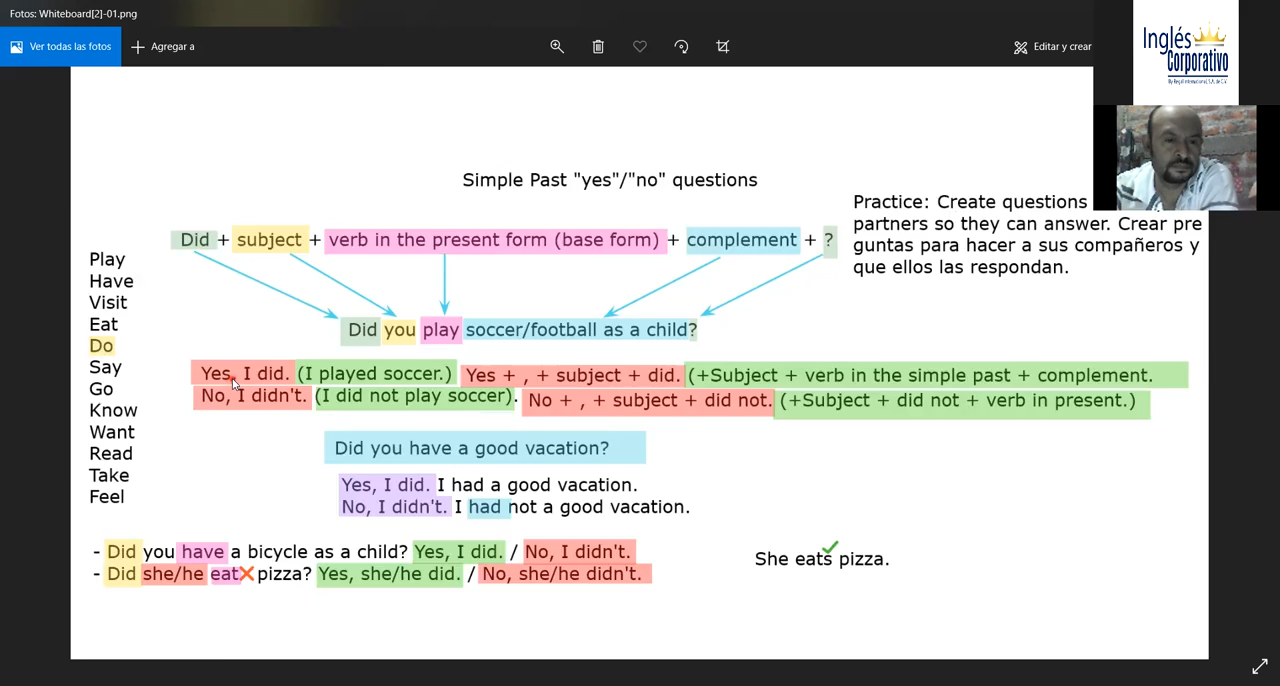 Fotos: Whiteboard[2]-01.png
Ver todas las fotos
Agregar a
Editar y crear
Inglés
Corporativo
Simple Past "yes"/"no" questions
Practice: Create questions
partners so they can answer. Crear pre
guntas para hacer a sus compañeros y
que ellos las respondan.
Did + subject + verb in the present form (base form) + complement + ?
Play
Have
Visit
Eat
Do
Say
Go
Know
Want
Read
Take
Feel
Did you play soccer/football as a child?
Yes, I did. (I played soccer.) Yes + , + subject + did. (+Subject + verb in the simple past + complement.
No, I didn't. (I did not play soccer). No + , + subject + did not. (+Subject + did not + verb in present.)
Did you have a good vacation?
Yes, I did. I had a good vacation.
No, I didn't. I had not a good vacation.
- Did you have a bicycle as a child? Yes, I did. / No, I didn't.
- Did she/he eat pizza? Yes, she/he did. / No, she/he didn't.
She eats pizza.